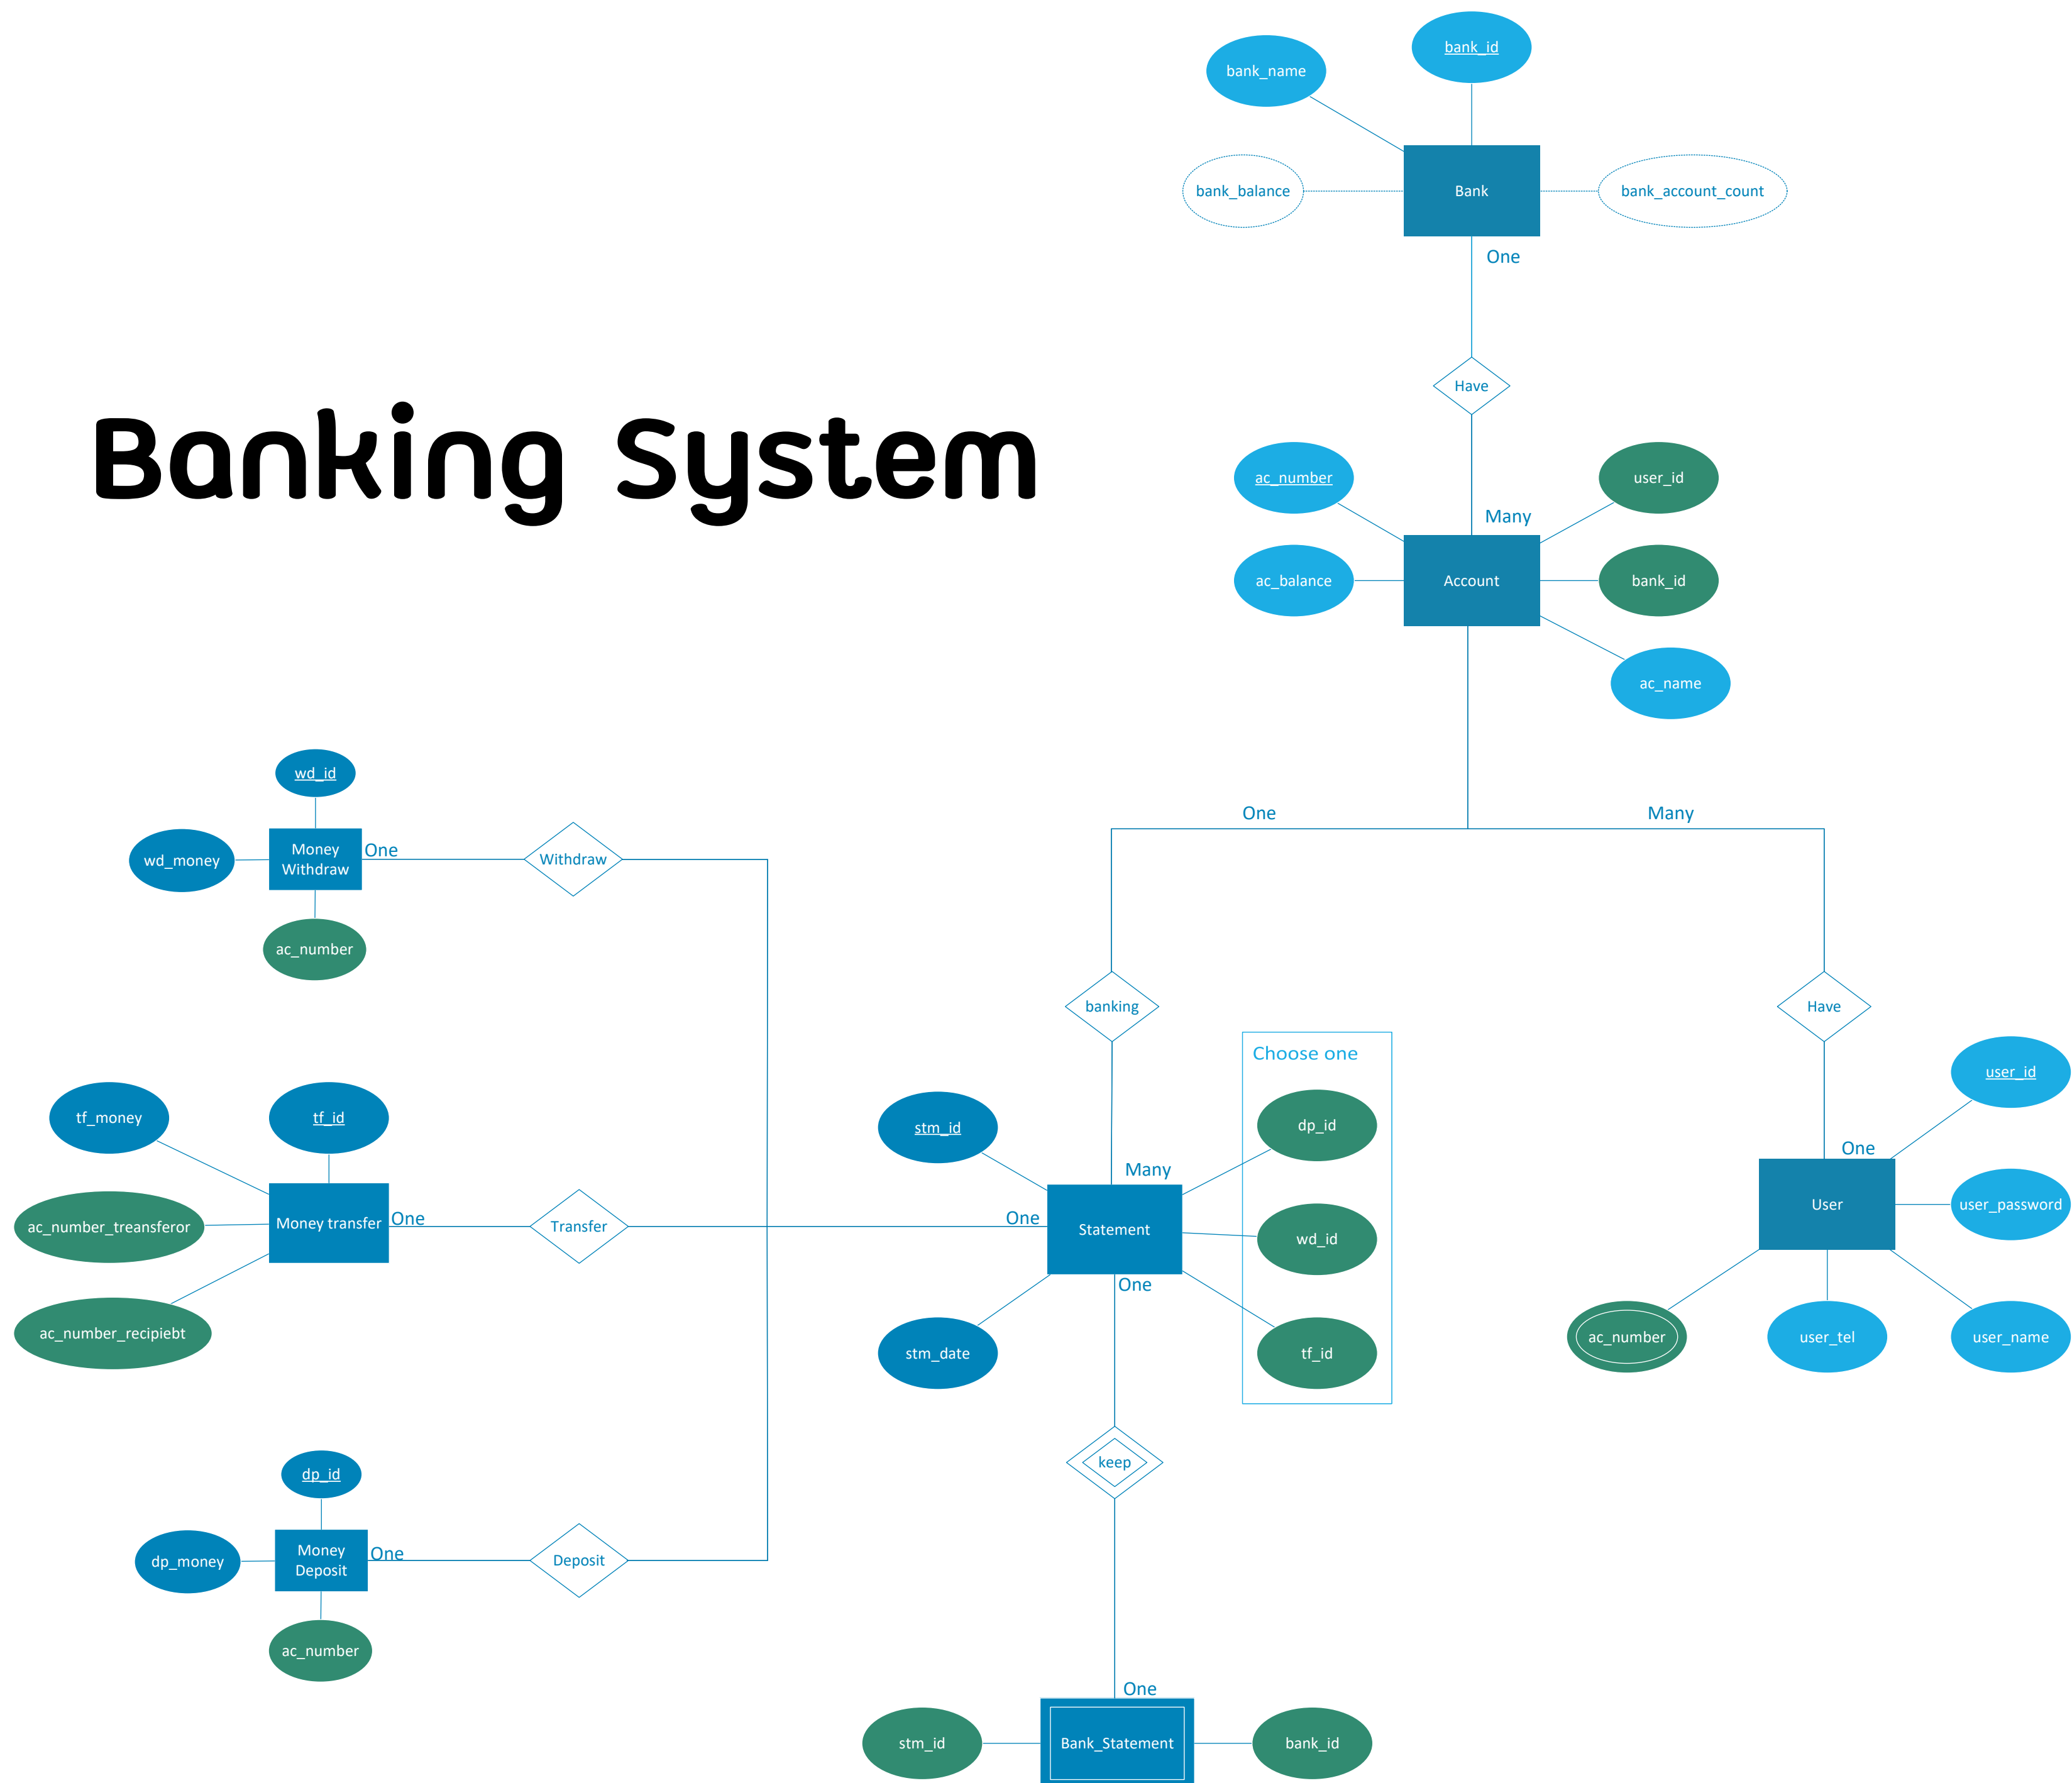 bank_id
bank_name
bank_balance
Bank
bank_account_count
One
Have
Banking System
ac_number
user_id
Many
ac_balance
Account
bank_id
ac_name
wd_id
One
Many
wd_money
Money
Withdraw
One
Withdraw
ac_number
banking
Have
Choose one
user_id
tf_money
tf_id
stm_id
dp_id
One
Many
ac_number_treansferor
Money transfer
One
Transfer
One
Statement
wd_id
User
user_password
One
ac_number_recipiebt
stm_date
tf_id
ac_number
user_tel
user_name
keep
dp_id
dp_money
Money
Deposit
One
Deposit
ac_number
One
stm_id
Bank_Statement
bank_id